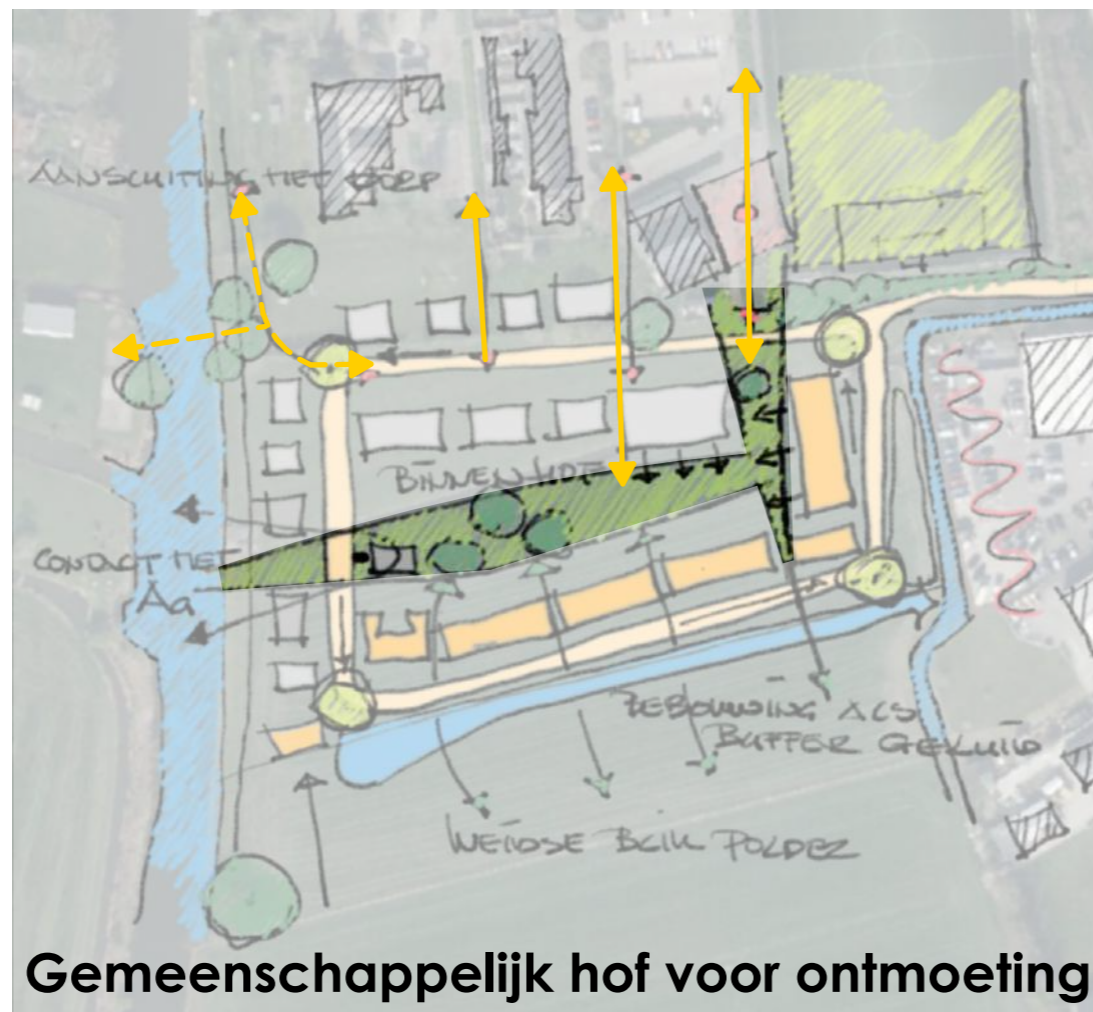 AANSLUITING MET DORP
BINNENHOF
CONTACT MET
Aa
BEBOUWING ALS
BUFFER GELUID
WEIDSE BLIK POLDER
Gemeenschappelijk hof voor ontmoeting